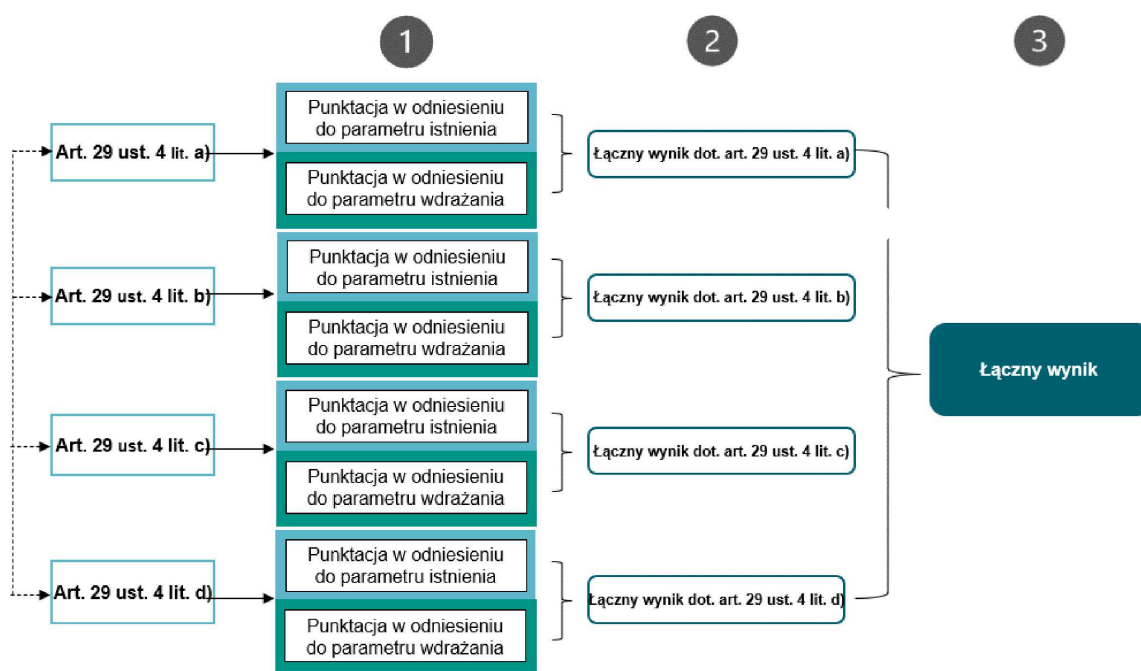 1
2
3
Art. 29 ust. 4 lit. a)
Punktacja w odniesieniu
do parametru istnienia
Punktacja w odniesieniu
do parametru wdrażania
Łączny wynik dot. art. 29 ust. 4 lit. a)
Art. 29 ust. 4 lit. b)
Punktacja w odniesieniu
do parametru istnienia
Punktacja w odniesieniu
do parametru wdrażania
Łączny wynik dot. art. 29 ust. 4 lit. b)
Łączny wynik
Art. 29 ust. 4 lit. c)
Punktacja w odniesieniu
do parametru istnienia
Punktacja w odniesieniu
do parametru wdrażania
Łączny wynik dot. art. 29 ust. 4 lit. c)
Art. 29 ust. 4 lit. d)
Punktacja w odniesieniu
do parametru istnienia
Punktacja w odniesieniu
do parametru wdrażania
Łączny wynik dot. art. 29 ust. 4 lit. d)